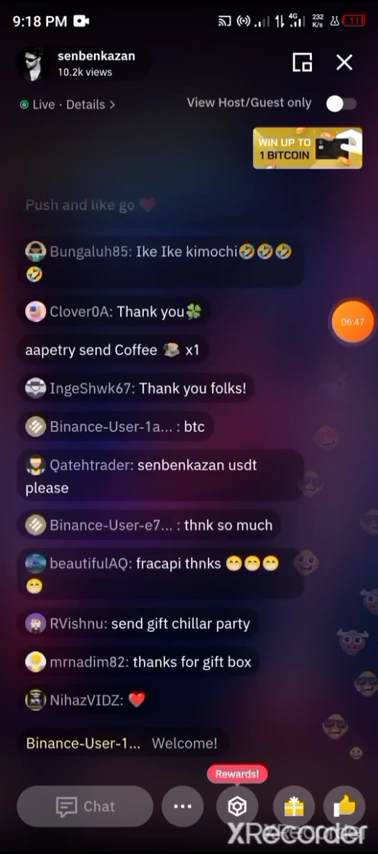 9:18 PM
4G
232
K/s
11
senbenkazan
10.2k views
Live · Details >
View Host/Guest only
WIN UP TO
1 BITCOIN
Push and like go ❤️
Bungaluh85: Ike Ike kimochi🤣🤣🤣
🤣
06:47
Clover0A: Thank you🍀
aapetry send Coffee ☕ x1
IngeShwk67: Thank you folks!
Binance-User-1a... : btc
Qatehtrader: senbenkazan usdt
please
Binance-User-e7... : thnk so much
beautifulAQ: fracapi thnks 😁😁😁
😁
RVishnu: send gift chillar party
mrnadim82: thanks for gift box
NihazVIDZ: ❤️
Binance-User-1... Welcome!
Rewards!
Chat
XRecorder